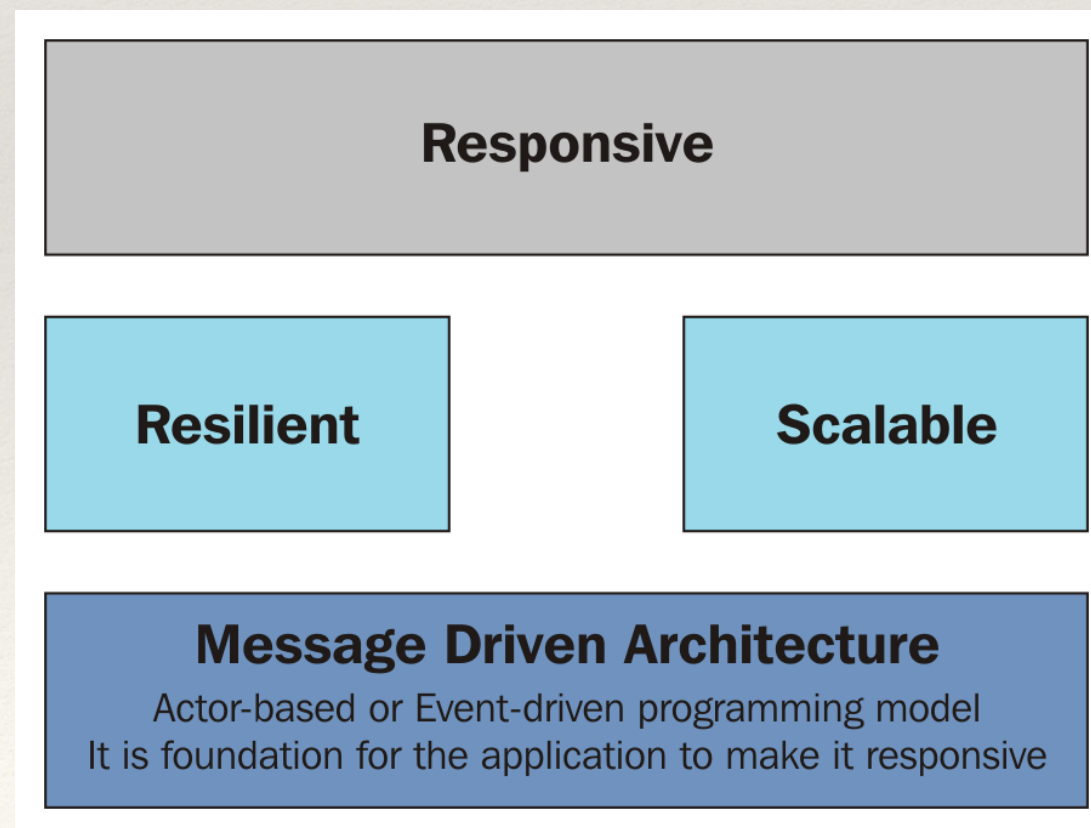 Responsive
Resilient
Scalable
Message Driven Architecture
Actor-based or Event-driven programming model
It is foundation for the application to make it responsive